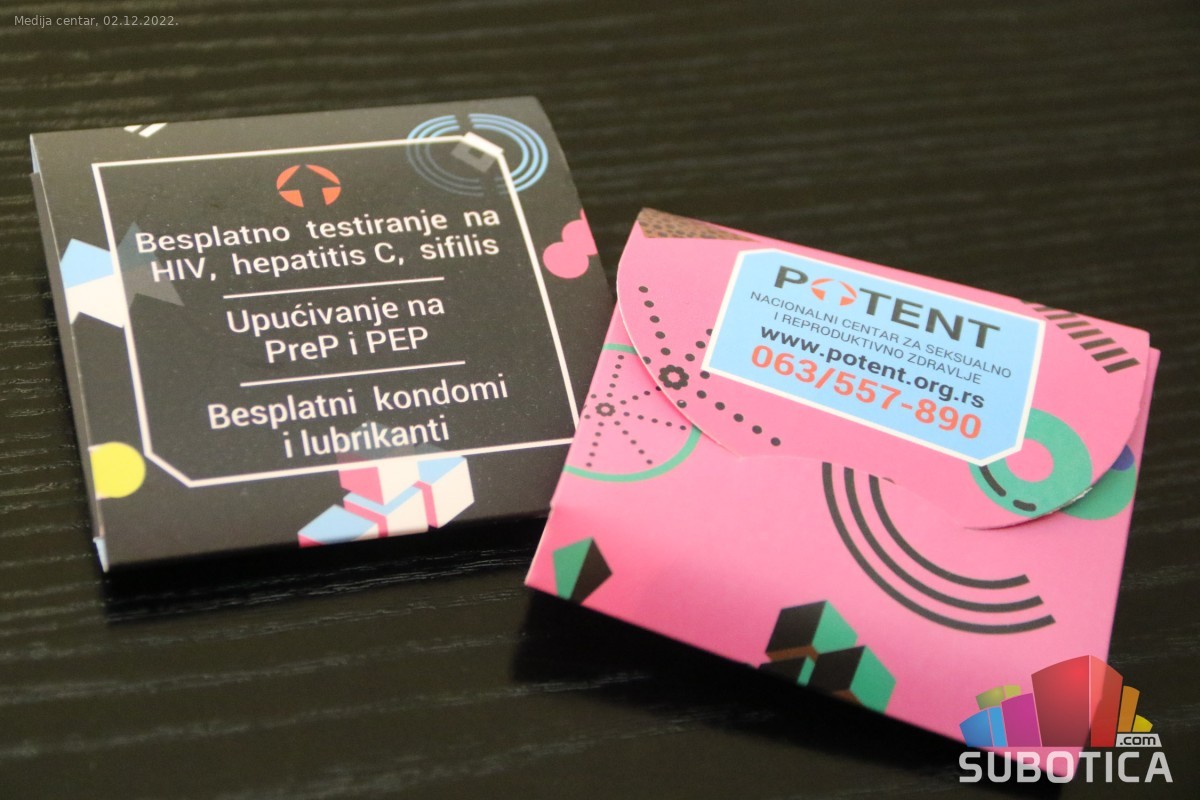 Medija centar, 02.12.2022.
Besplatno testiranje na
HIV, hepatitis C, sifilis
Upućivanje na
PreP i PEP
Besplatni kondomi
i lubrikanti
POTENT
NACIONALNI CENTAR ZA SEKSUALNO
I REPRODUKTIVNO ZDRAVLJE
www.potent.org.rs
063/557-890
.com
SUBOTICA